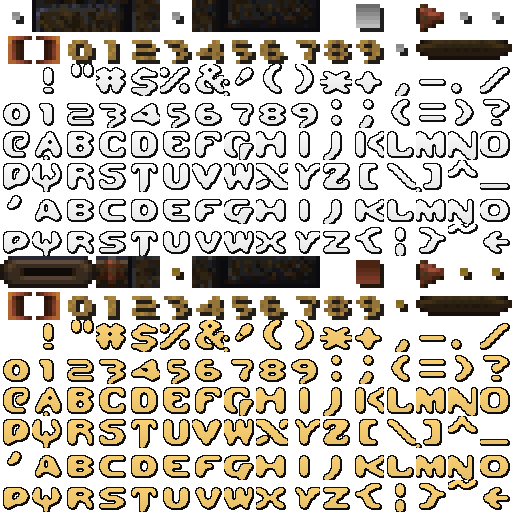 [ ] 0 1 2 3 4 5 6 7 8 9
! " # $ % & ' ( ) * + , - . /
0 1 2 3 4 5 6 7 8 9 : ; < = > ?
@ A B C D E F G H I J K L M N O
P Q R S T U V W X Y Z [ \ ] ^ _
' A B C D E F G H I J K L M N O
P Q R S T U V W X Y Z { ¦ } ~ ←
[ ] 0 1 2 3 4 5 6 7 8 9
! " # $ % & ' ( ) * + , - . /
0 1 2 3 4 5 6 7 8 9 : ; < = > ?
@ A B C D E F G H I J K L M N O
P Q R S T U V W X Y Z [ \ ] ^ _
' A B C D E F G H I J K L M N O
P Q R S T U V W X Y Z { ¦ } ~ ←